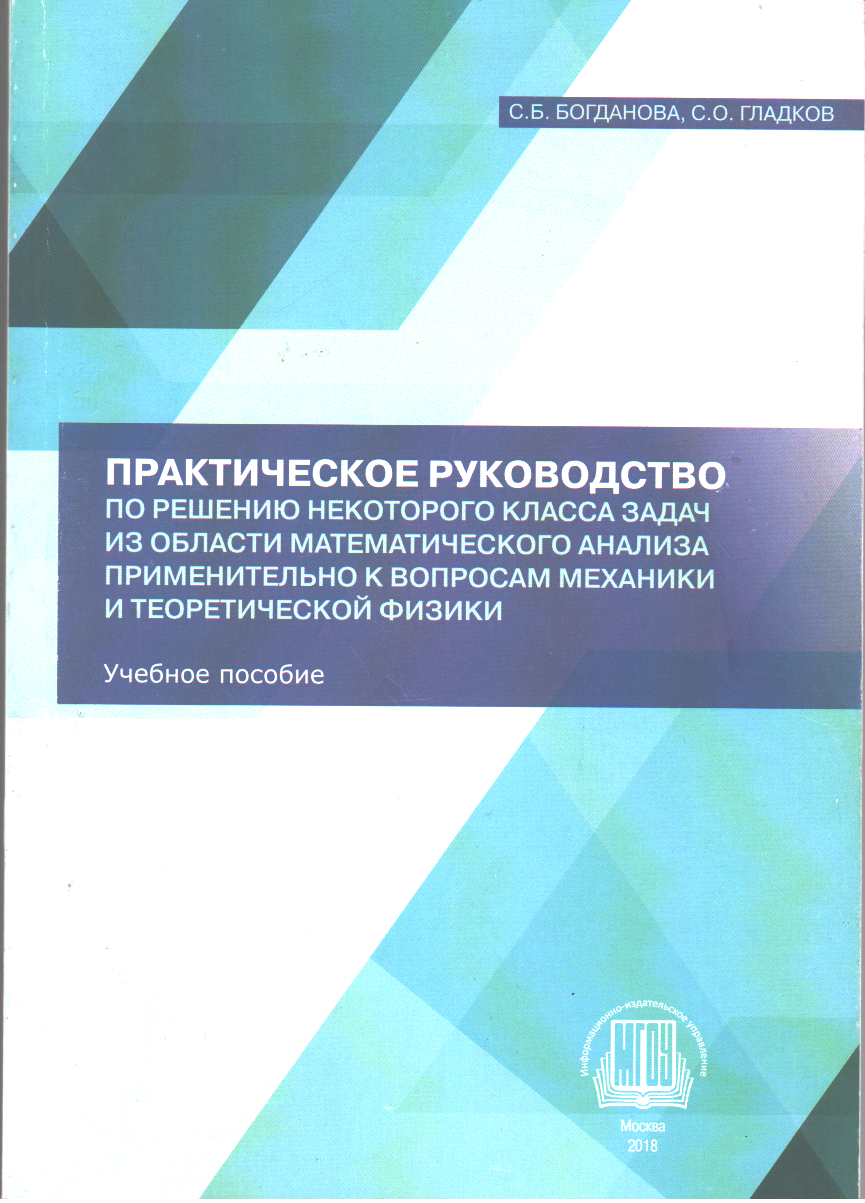 С.Б. БОГДАНОВА, С.О. ГЛАДКОВ
ПРАКТИЧЕСКОЕ РУКОВОДСТВО
ПО РЕШЕНИЮ НЕКОТОРОГО КЛАССА ЗАДАЧ
ИЗ ОБЛАСТИ МАТЕМАТИЧЕСКОГО АНАЛИЗА
ПРИМЕНИТЕЛЬНО К ВОПРОСАМ МЕХАНИКИ
И ТЕОРЕТИЧЕСКОЙ ФИЗИКИ
Учебное пособие
Информационно-издательское управление
МГОУ
Москва
2018